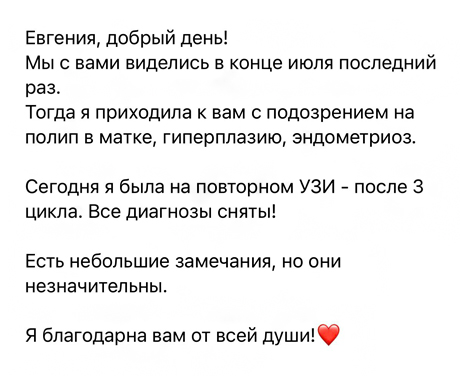 Евгения, добрый день!
Мы с вами виделись в конце июля последний
раз.
Тогда я приходила к вам с подозрением на
полип в матке, гиперплазию, эндометриоз.
Сегодня я была на повторном УЗИ - после 3
цикла. Все диагнозы сняты!
Есть небольшие замечания, но они
незначительны.
Я благодарна вам от всей души!❤️